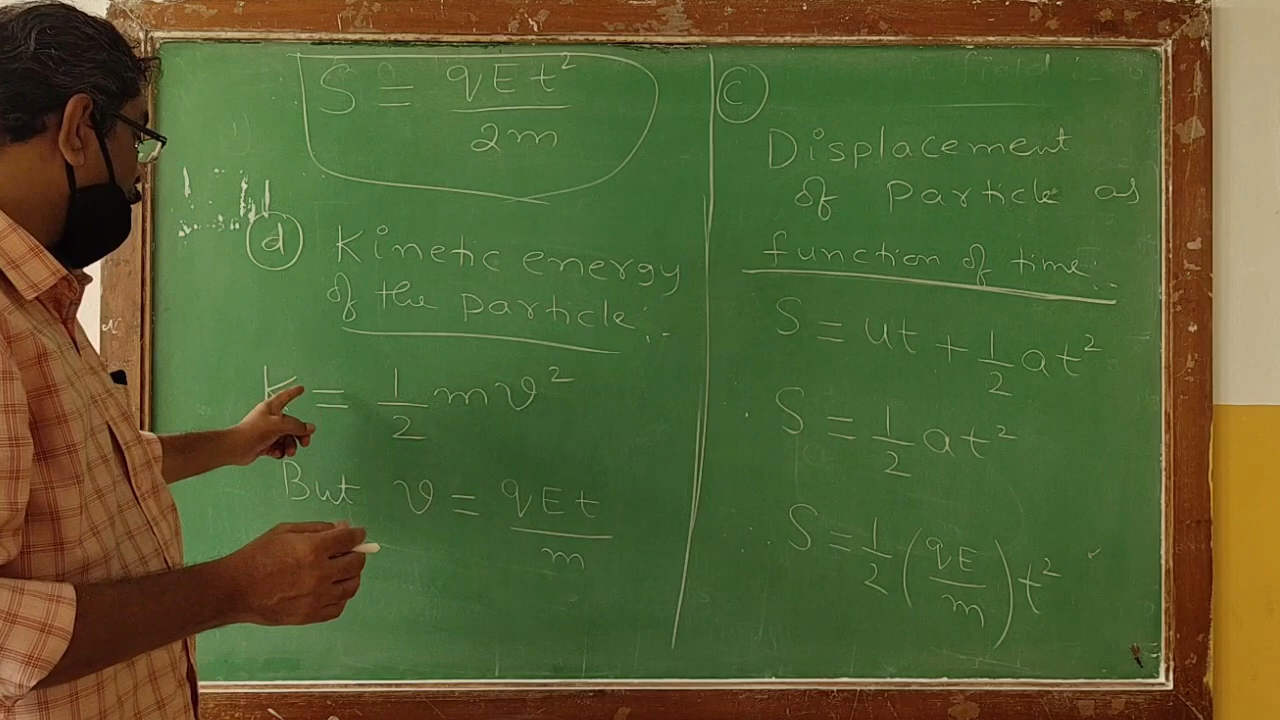 S = qEt²
2m
(d) Kinetic energy
of the particle:-
K = 1/2 mv²
But v = qEt
m
(c)
Displacement
of particle as
function of time:-
S = ut + 1/2 at²
S = 1/2 at²
S = 1/2 (qE/m) t²